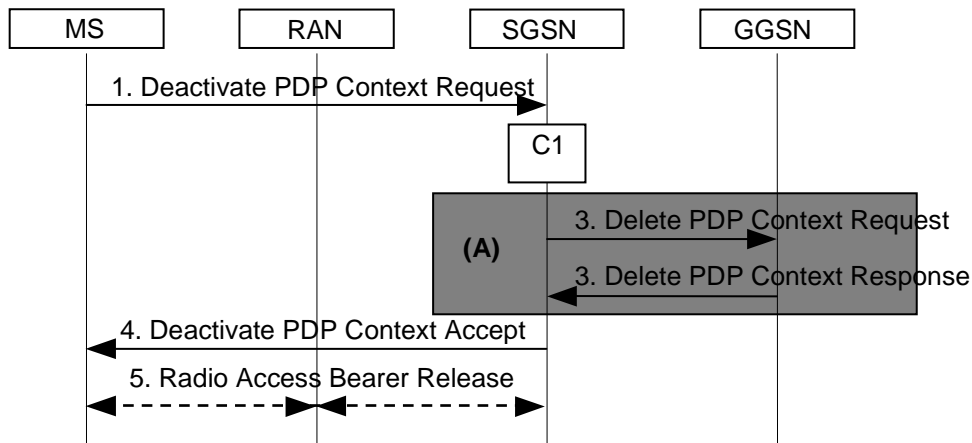 MS RAN SGSN GGSN
1. Deactivate PDP Context Request
C1
3. Delete PDP Context Request
(A)
3. Delete PDP Context Response
4. Deactivate PDP Context Accept
5. Radio Access Bearer Release